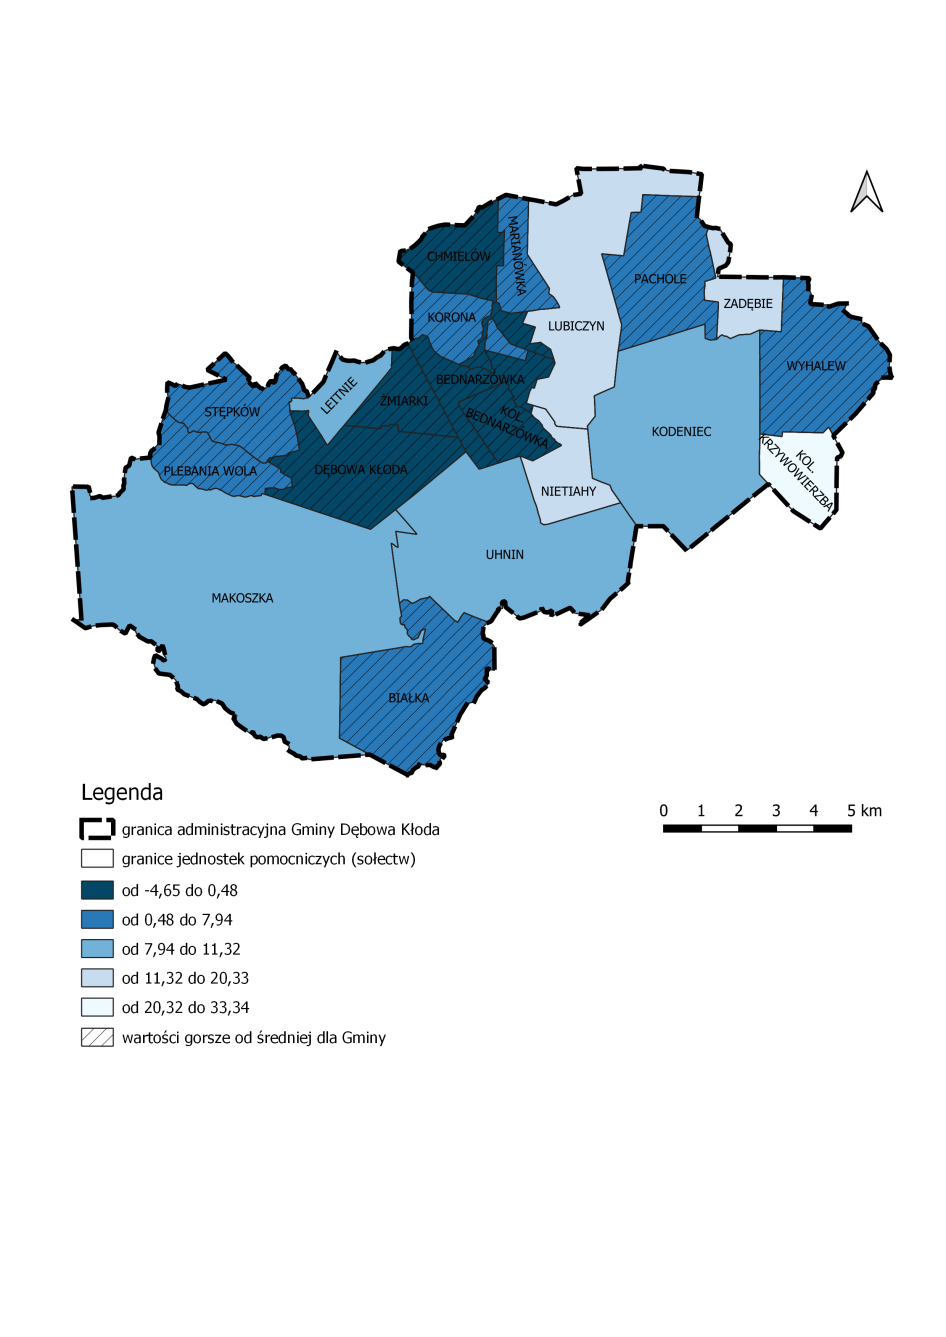 MARIANÓWKA
CHMIELÓW
PACHOLE
ZADĘBIE
KORONA
LUBICZYN
WYHALEW
LEITNIE
BEDNARZÓWKA
ŻMIARKI
STĘPKÓW
KOL.
BEDNARZÓWKA
KODENIEC
KOL.
KRZYWOWIERZBA
PLEBANIA WOLA
DĘBOWA KŁODA
NIETIAHY
UHNIN
MAKOSZKA
BIAŁKA
Legenda
granica administracyjna Gminy Dębowa Kłoda
granice jednostek pomocniczych (sołectw)
od -4,65 do 0,48
od 0,48 do 7,94
od 7,94 do 11,32
od 11,32 do 20,33
od 20,32 do 33,34
wartości gorsze od średniej dla Gminy
0 1 2 3 4 5 km